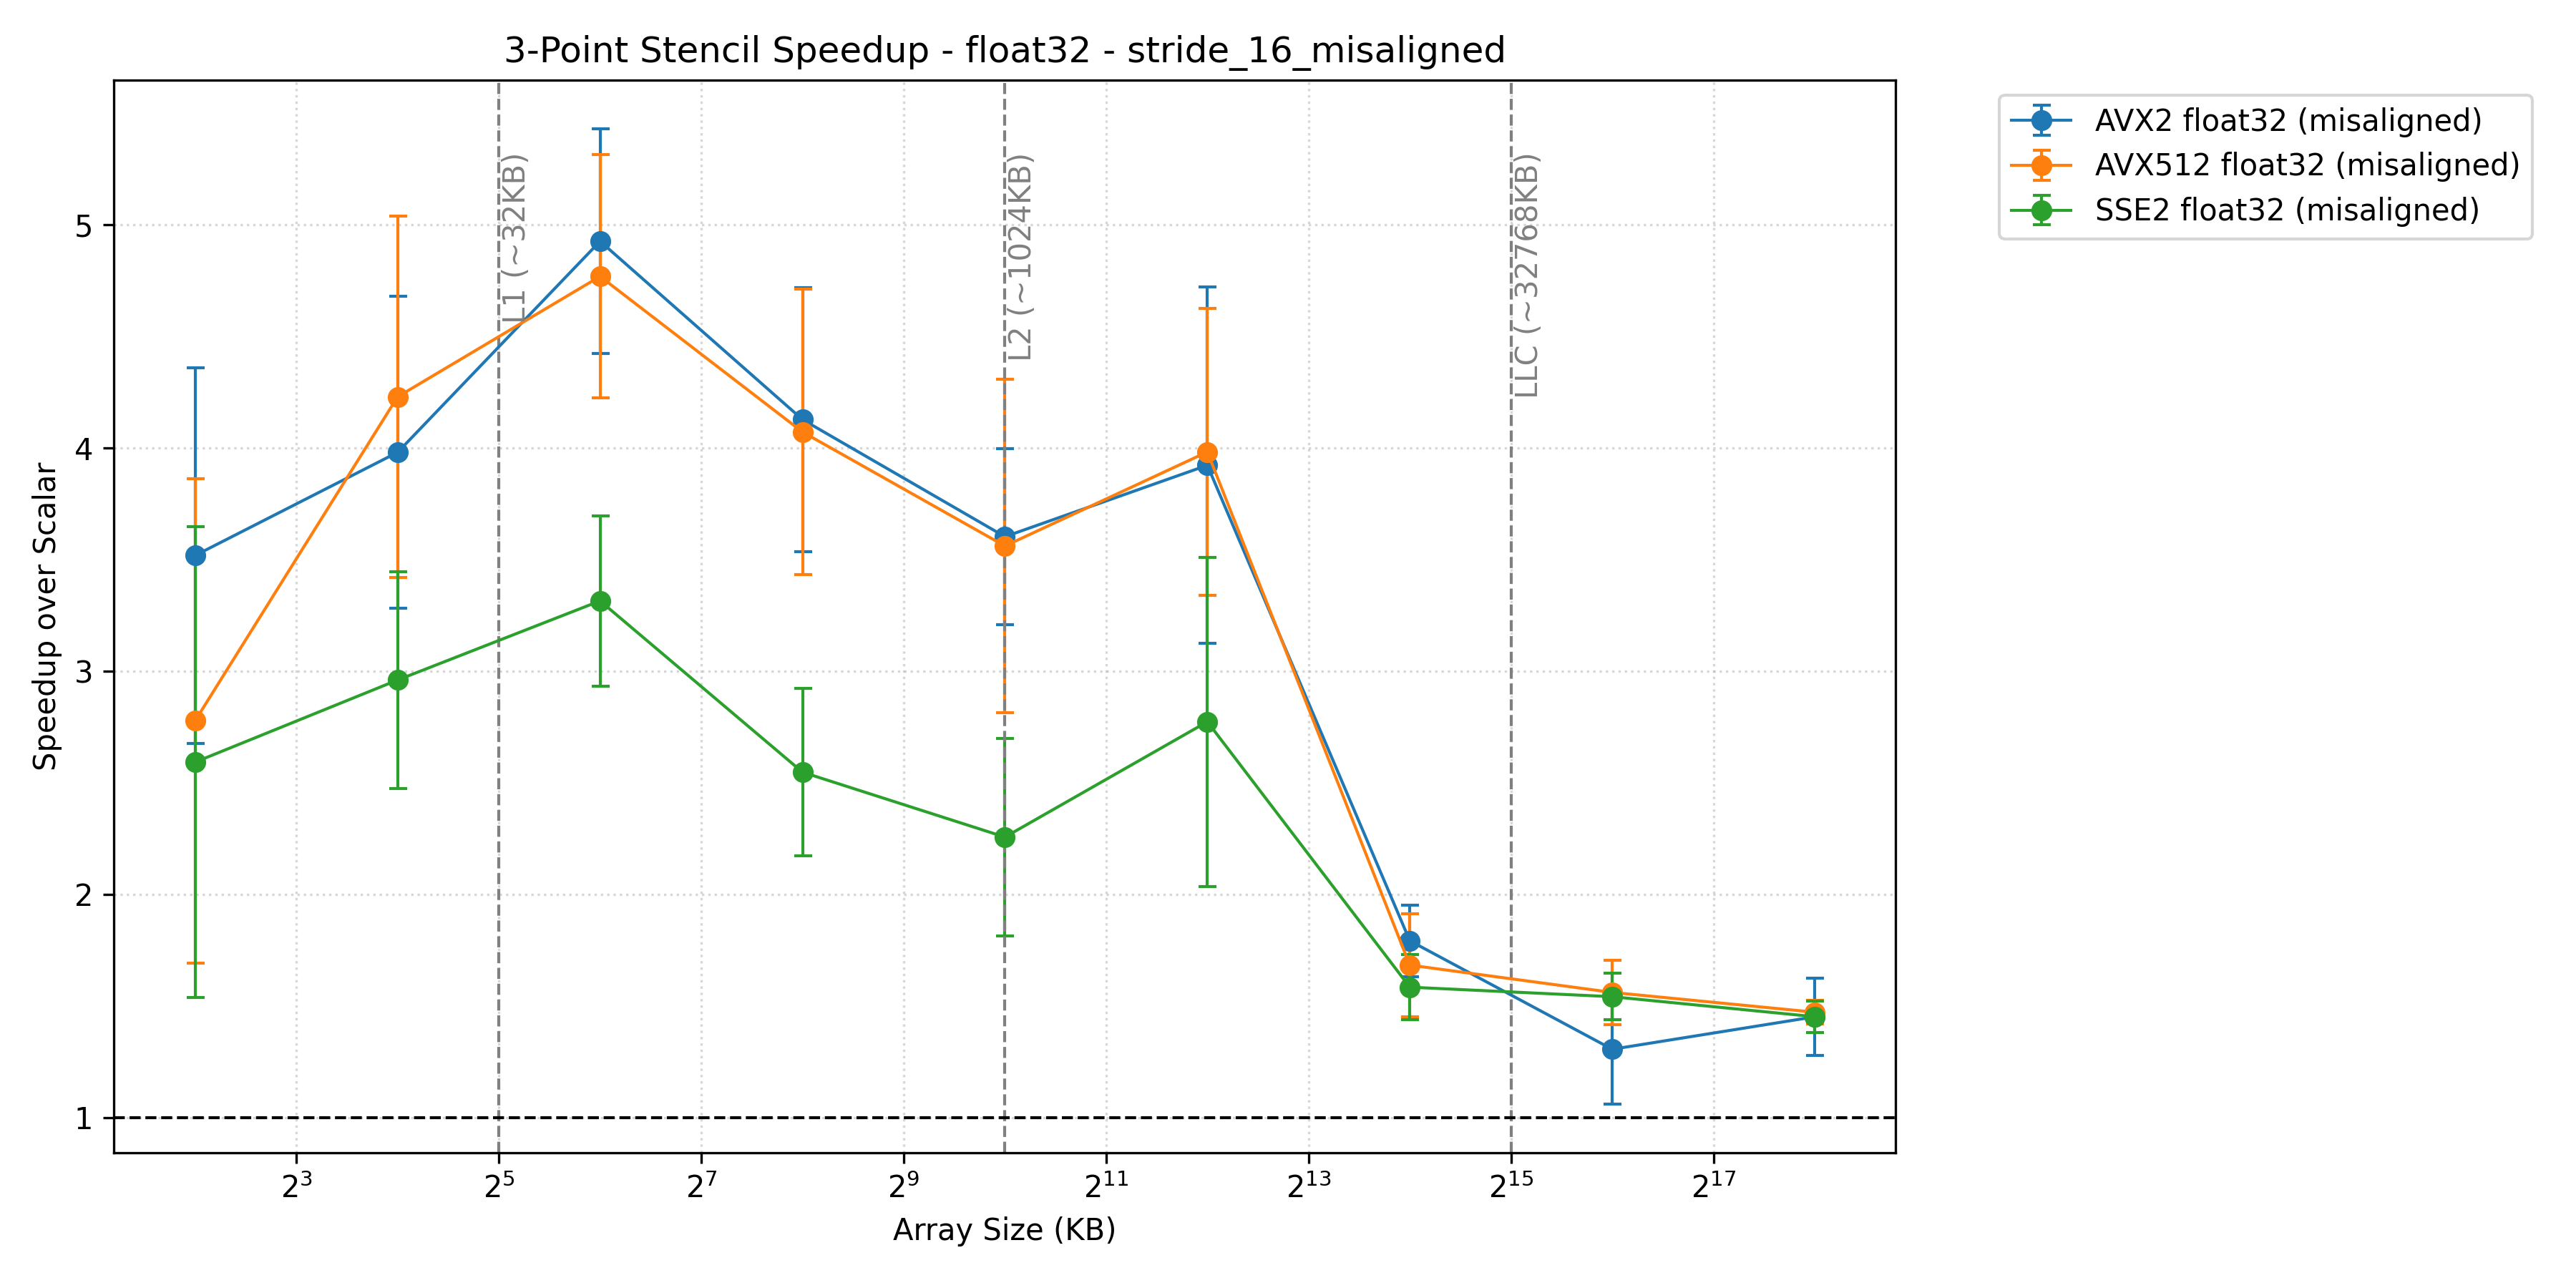 3-Point Stencil Speedup - float32 - stride_16_misaligned
AVX2 float32 (misaligned)
AVX512 float32 (misaligned)
SSE2 float32 (misaligned)
L1 (~32KB)
L2 (~1024KB)
LLC (~32768KB)
Speedup over Scalar
5
4
3
2
1
2³ 2⁵ 2⁷ 2⁹ 2¹¹ 2¹³ 2¹⁵ 2¹⁷
Array Size (KB)